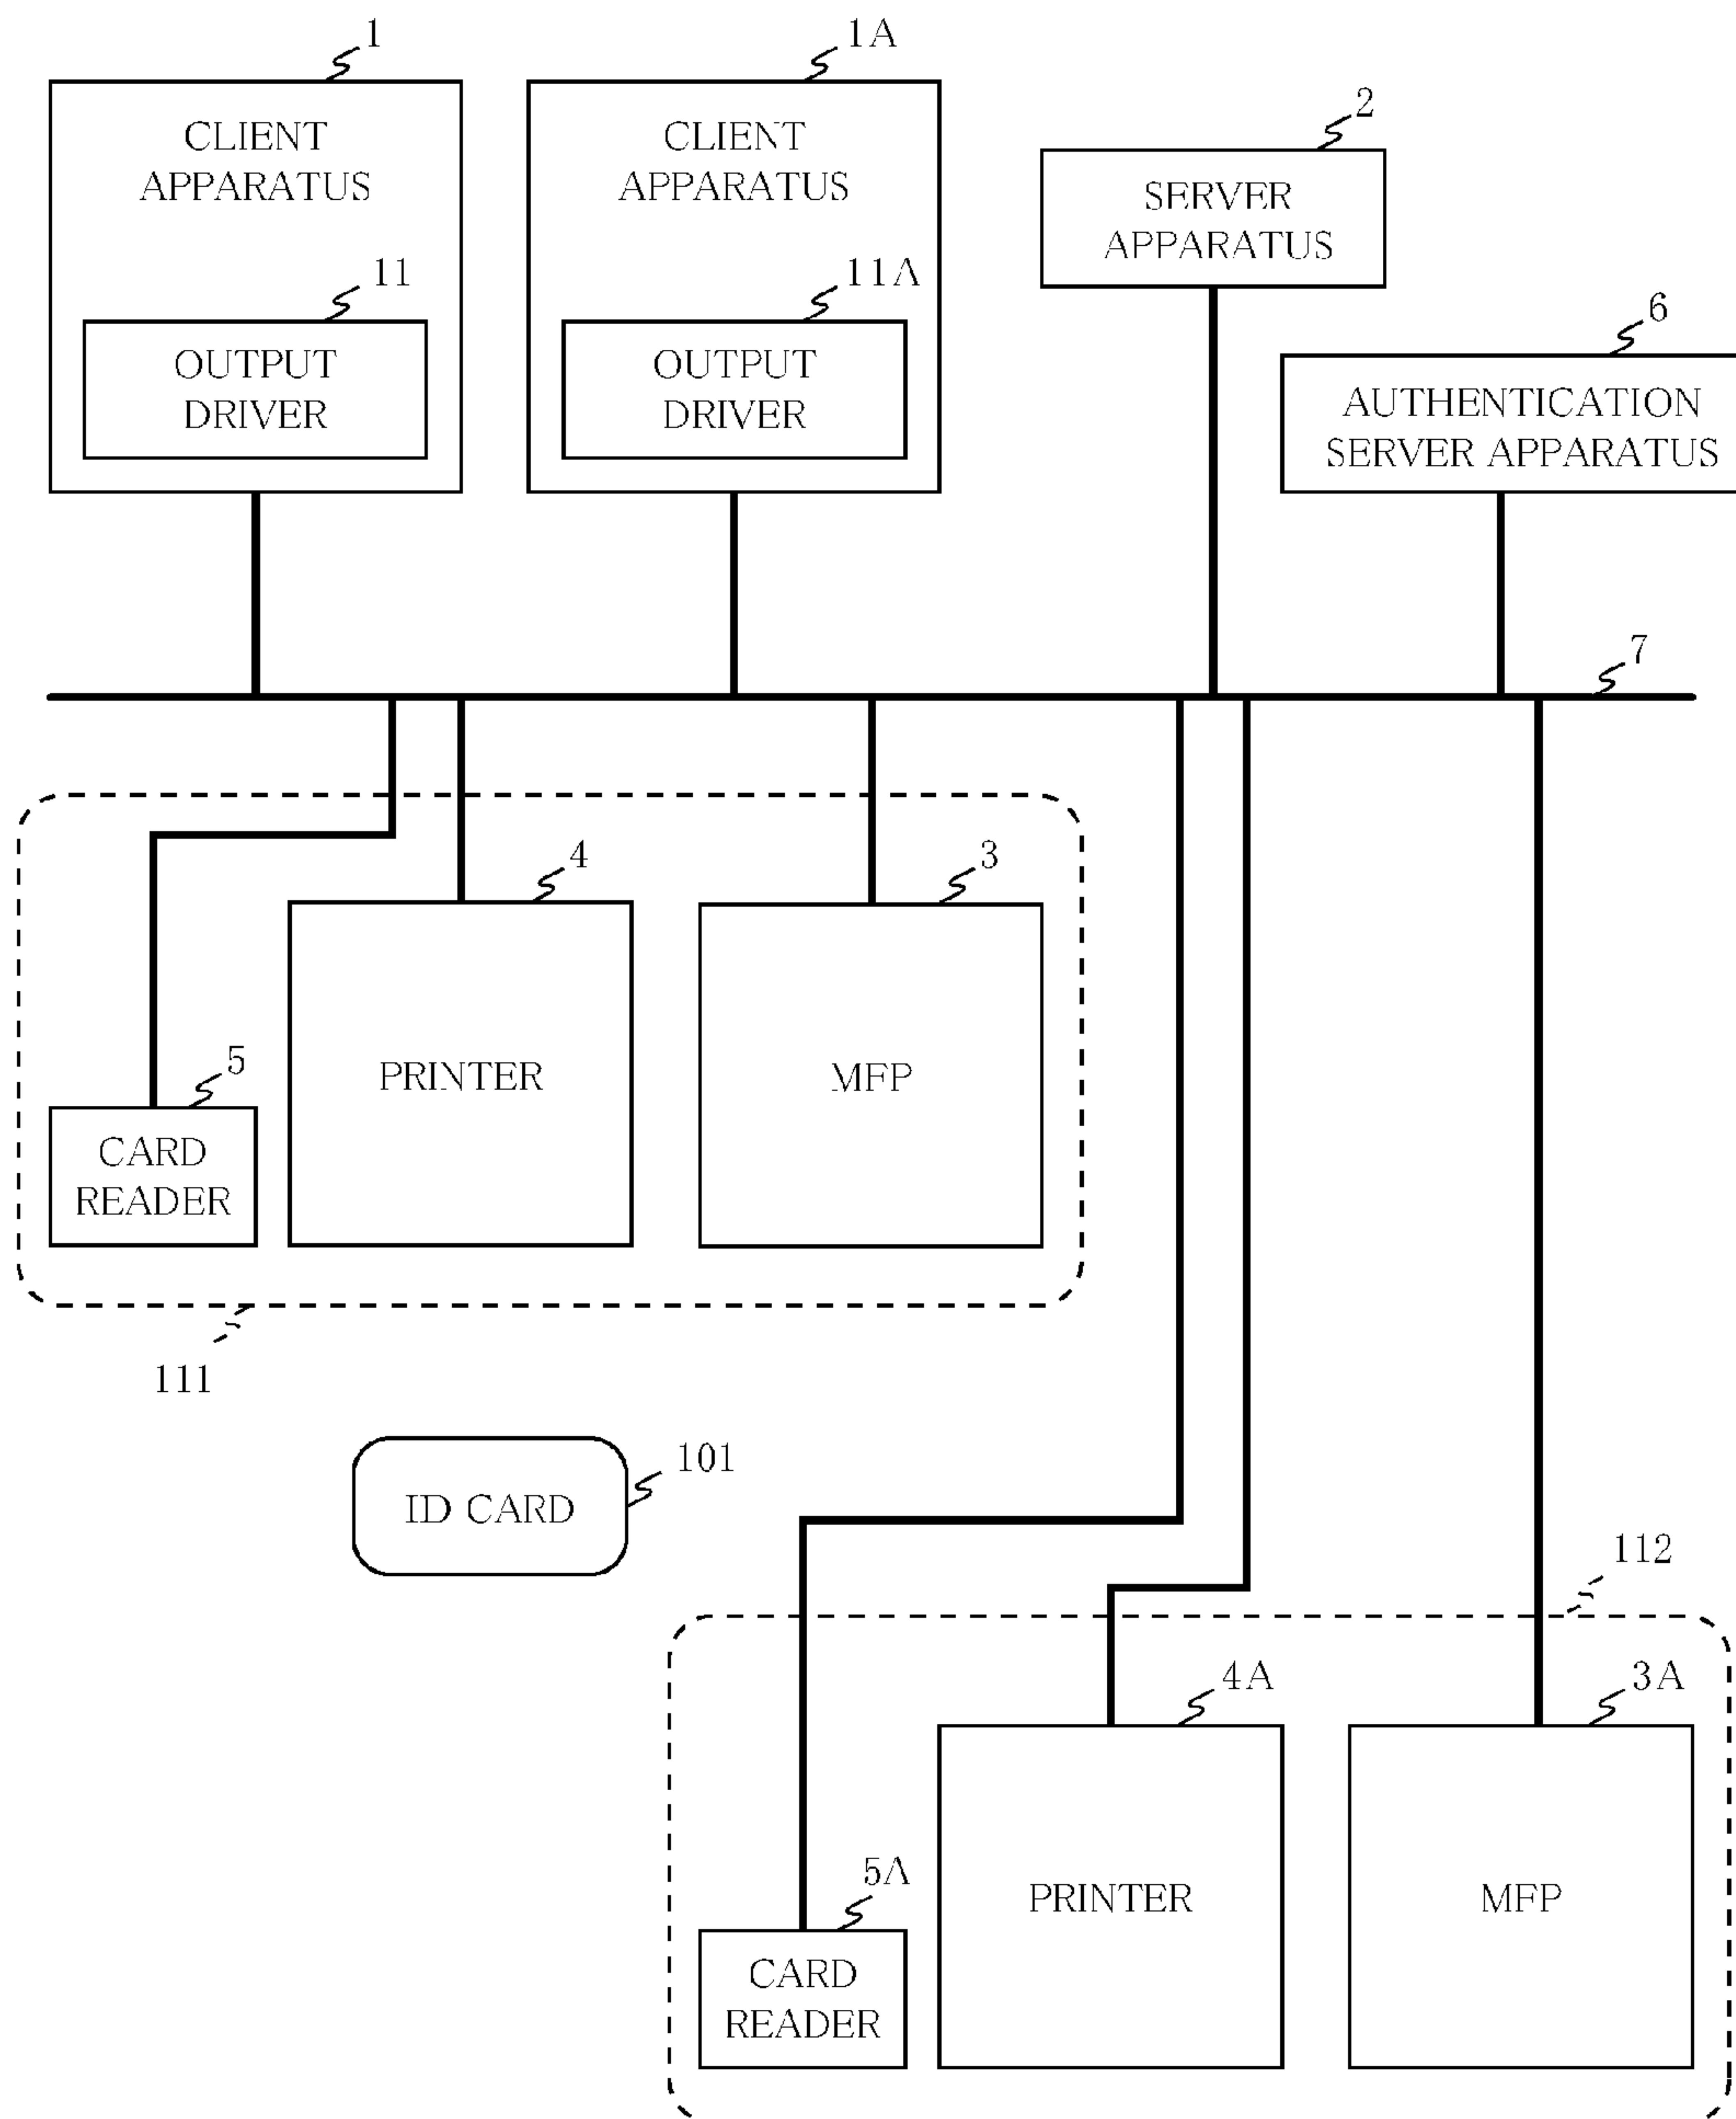 1
1A
CLIENT
APPARATUS
CLIENT
APPARATUS
2
SERVER
APPARATUS
11
11A
OUTPUT
DRIVER
OUTPUT
DRIVER
6
AUTHENTICATION
SERVER APPARATUS
7
4
3
PRINTER
MFP
5
CARD
READER
111
101
ID CARD
112
4A
3A
PRINTER
MFP
5A
CARD
READER